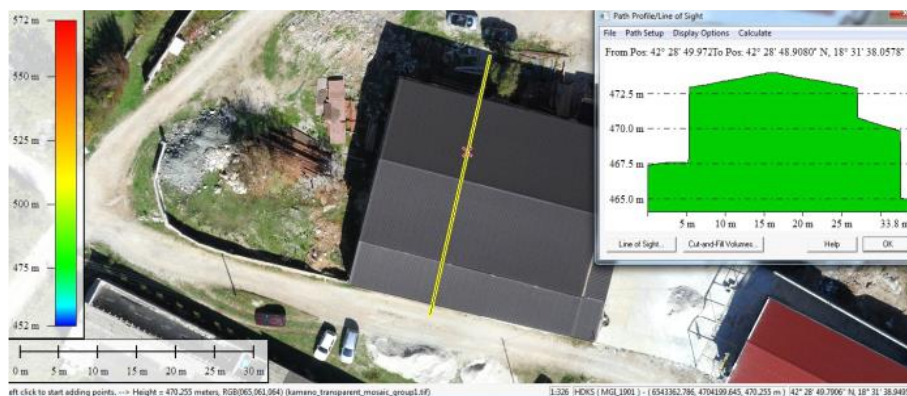 572 m
550 m
525 m
500 m
475 m
452 m
0 m 5 m 10 m 15 m 20 m 25 m 30 m
Path Profile/Line of Sight
File Path Setup Display Options Calculate
From Pos: 42° 28' 49.972To Pos: 42° 28' 48.9080" N, 18° 31' 38.0578"
472.5 m
470.0 m
467.5 m
465.0 m
5 m 10 m 15 m 20 m 25 m 33.8 m
Line of Sight... Cut-and-Fill Volumes... Help OK
eft click to start adding points. --> Height = 470.255 meters, RGB(065,061,064) (kameno_transparent_mosaic_group1.tif)
1:326 HDKS ( MGI_1901 ) - ( 6543362.786, 4704199.645, 470.255 m ) 42° 28' 49.7906" N, 18° 31' 38.949